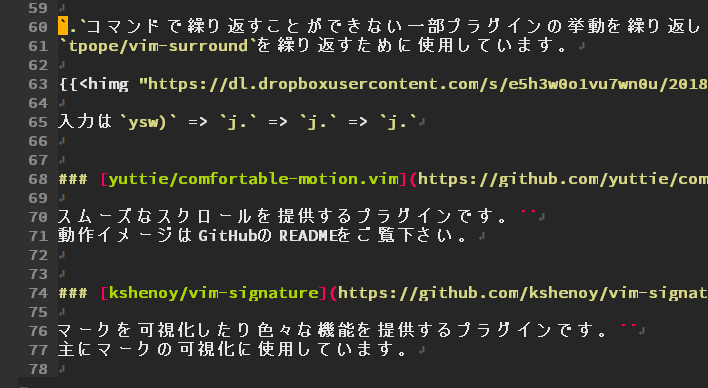 59
60 `.`コマンドで繰り返すことができない一部プラグインの挙動を繰り返し
61 `tpope/vim-surround`を繰り返すために使用しています。
62
63 {{<himg "https://dl.dropboxusercontent.com/s/e5h3w0o1vu7wn0u/2018
64
65 入力は`ysw)` => `j.` => `j.` => `j.`
66
67
68 ### [yuttie/comfortable-motion.vim](https://github.com/yuttie/com
69
70 スムーズなスクロールを提供するプラグインです。
71 動作イメージはGitHubのREADMEをご覧下さい。
72
73
74 ### [kshenoy/vim-signature](https://github.com/kshenoy/vim-signat
75
76 マークを可視化したり色々な機能を提供するプラグインです。
77 主にマークの可視化に使用しています。
78